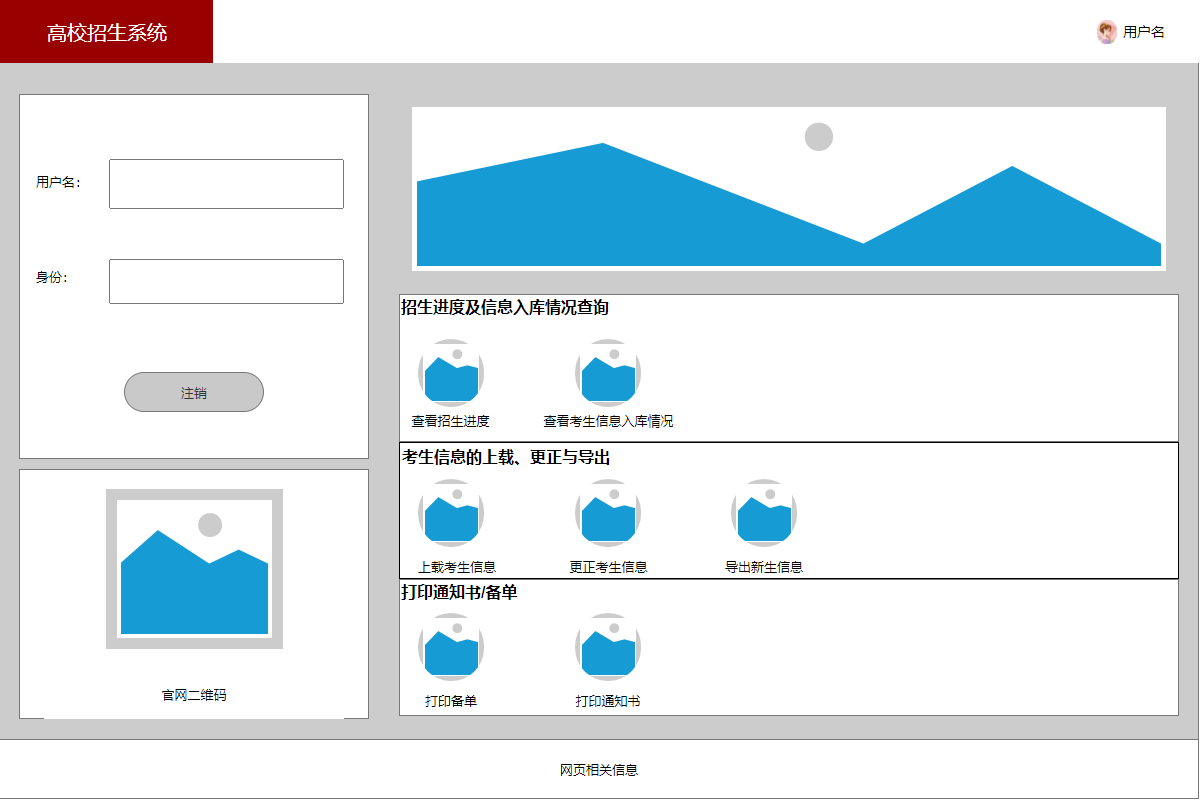 高校招生系统
用户名
用户名：
身份：
注销
官网二维码
招生进度及信息入库情况查询
查看招生进度
查看考生信息入库情况
考生信息的上载、更正与导出
上载考生信息
更正考生信息
导出新生信息
打印通知书/备单
打印备单
打印通知书
网页相关信息